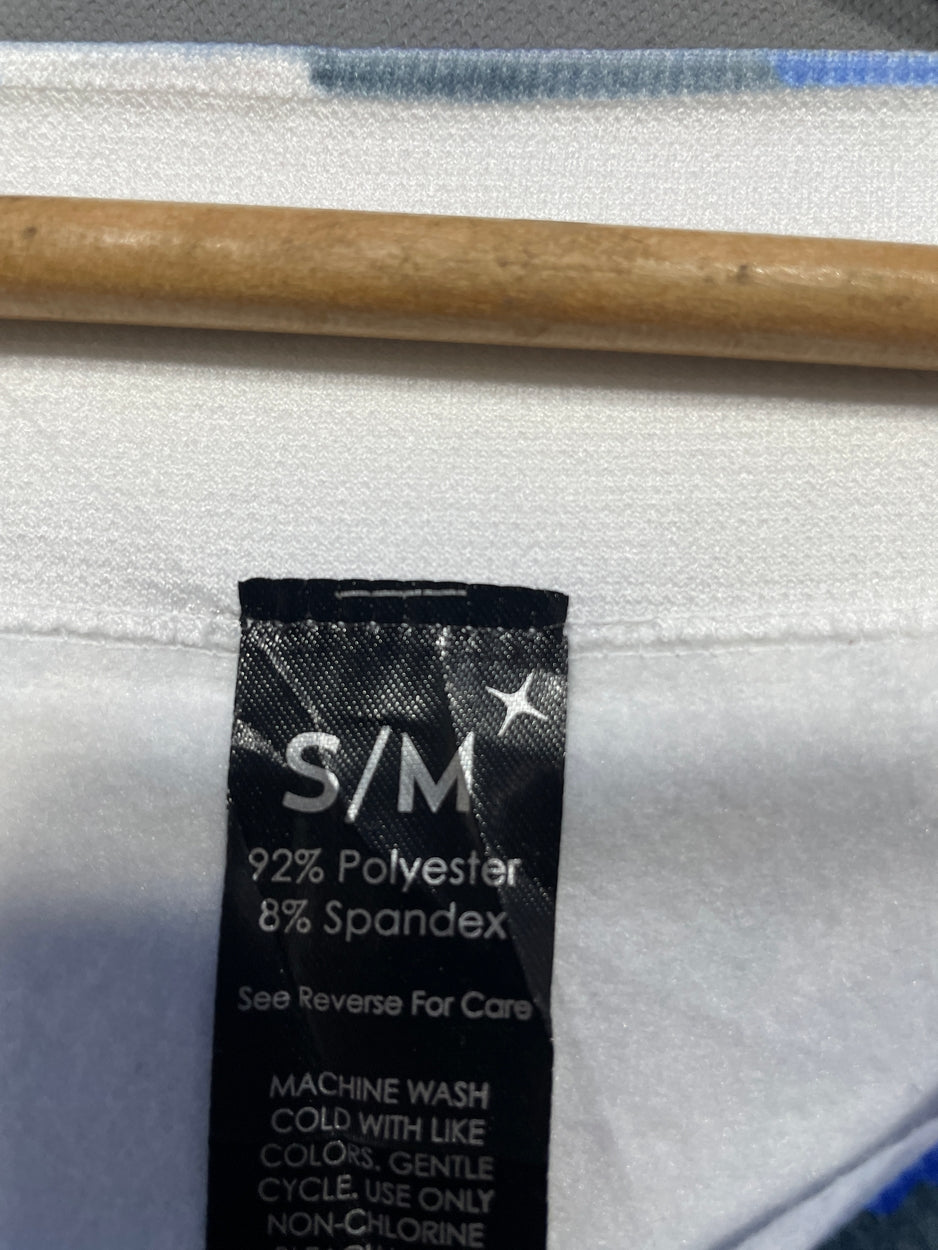 S/M
92% Polyester
8% Spandex
See Reverse For Care
MACHINE WASH
COLD WITH LIKE
COLORS. GENTLE
CYCLE. USE ONLY
NON-CHLORINE